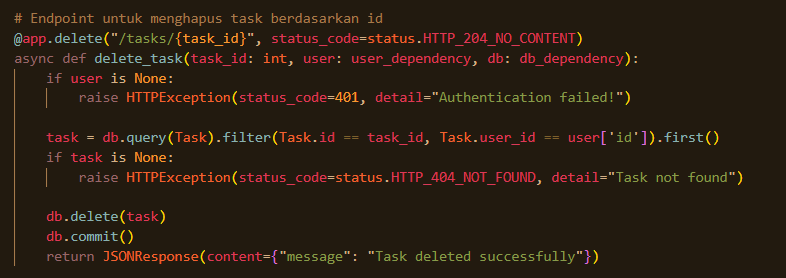 # Endpoint untuk menghapus task berdasarkan id
@app.delete("/tasks/{task_id}", status_code=status.HTTP_204_NO_CONTENT)
async def delete_task(task_id: int, user: user_dependency, db: db_dependency):
    if user is None:
        raise HTTPException(status_code=401, detail="Authentication failed!")

    task = db.query(Task).filter(Task.id == task_id, Task.user_id == user['id']).first()
    if task is None:
        raise HTTPException(status_code=status.HTTP_404_NOT_FOUND, detail="Task not found")

    db.delete(task)
    db.commit()
    return JSONResponse(content={"message": "Task deleted successfully"})